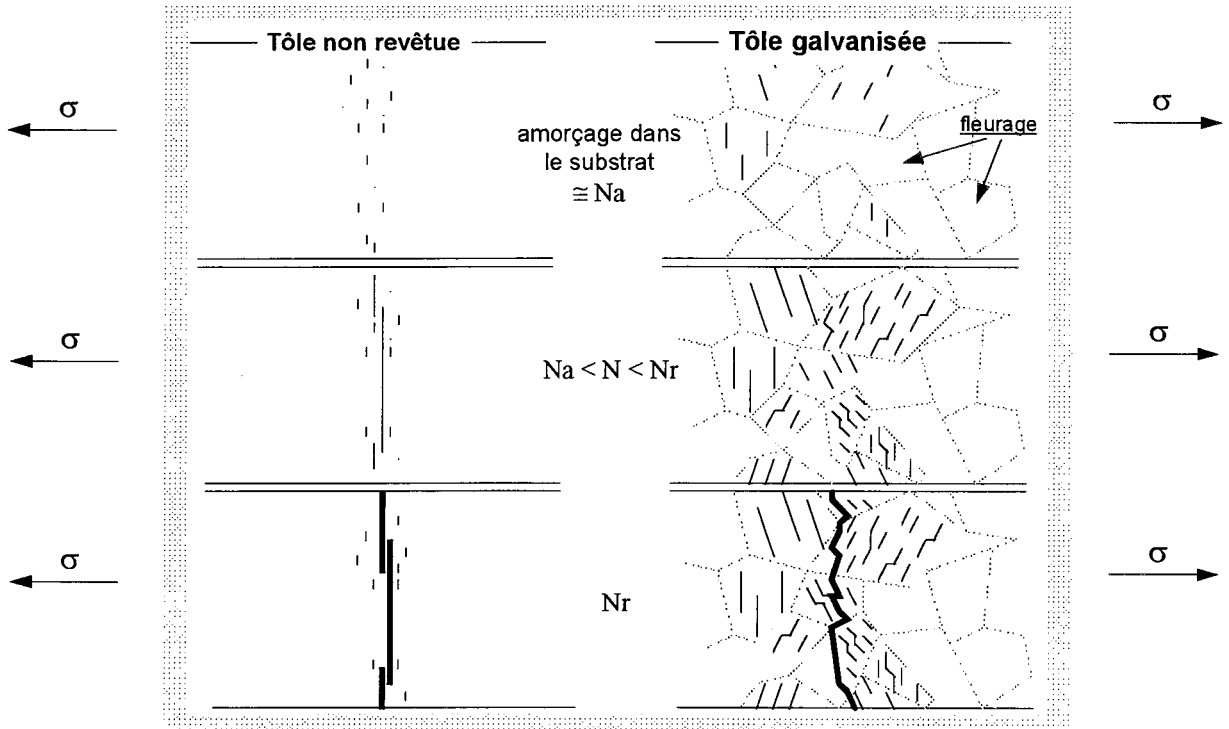 Tôle non revêtue
Tôle galvanisée
σ
σ
amorçage dans
le substrat
≅ Na
fleurage
σ
σ
Na < N < Nr
σ
σ
Nr